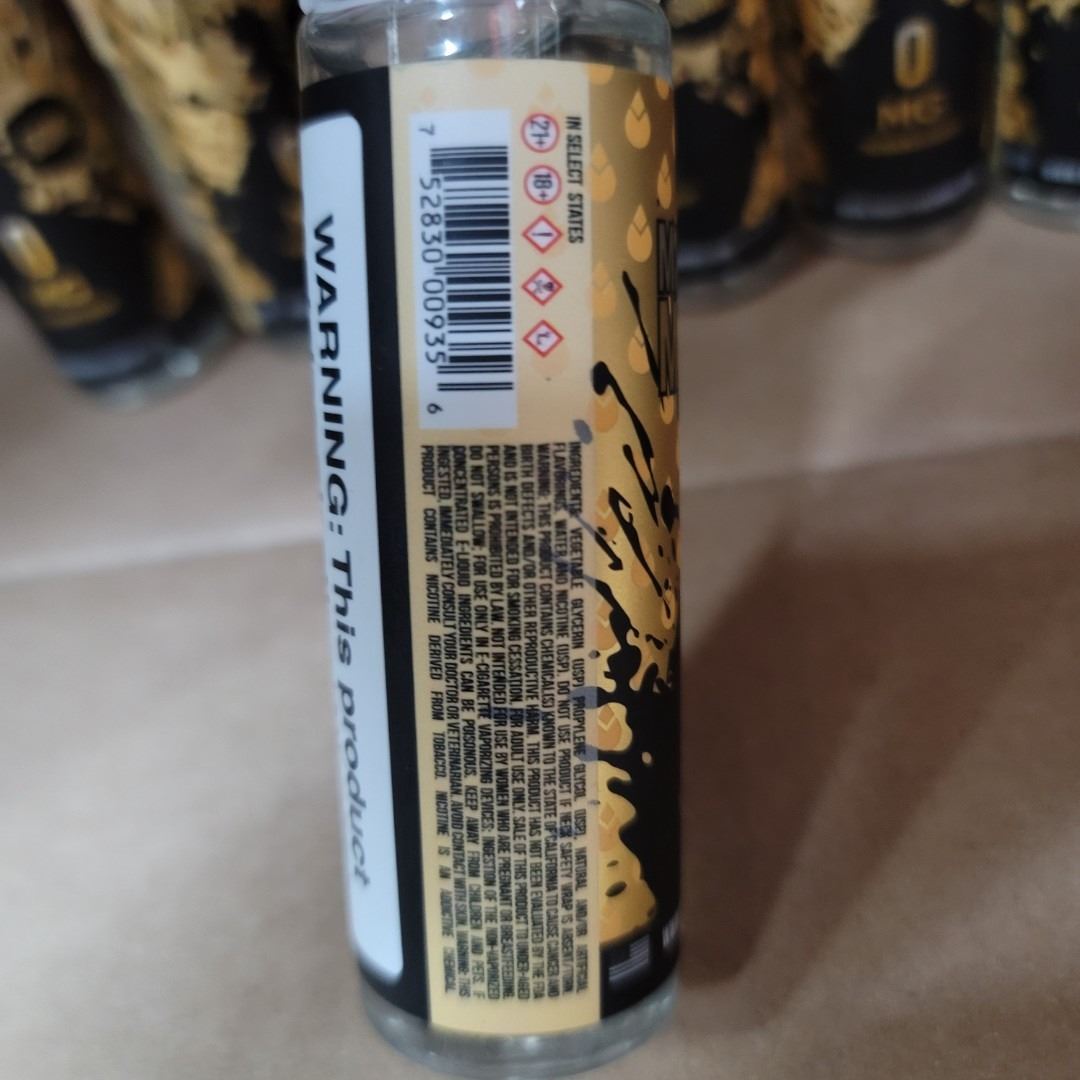 IN SELECT STATES
21+ 18+
7 52830 00935 6
INGREDIENTS: VEGETABLE GLYCERIN (USP) PROPYLENE GLYCOL (USP), NATURAL AND/OR ARTIFICIAL
FLAVORINGS, WATER AND NICOTINE (USP). DO NOT USE PRODUCT IF NECK SAFETY WRAP IS ABSENT/TORN.
WARNING: THIS PRODUCT CONTAINS CHEMICAL(S) KNOWN TO THE STATE OF CALIFORNIA TO CAUSE CANCER AND
BIRTH DEFECTS AND/OR OTHER REPRODUCTIVE HARM. THIS PRODUCT HAS NOT BEEN EVALUATED BY THE FDA
AND IS NOT INTENDED FOR SMOKING CESSATION. FOR ADULT USE ONLY. SALE OF THIS PRODUCT TO UNDER-AGED
PERSONS IS PROHIBITED BY LAW. NOT INTENDED FOR USE BY WOMEN WHO ARE PREGNANT OR BREASTFEEDING.
DO NOT SWALLOW. FOR USE ONLY IN E-CIGARETTE VAPORIZING DEVICES: INGESTION OF THE NON-VAPORIZED
CONCENTRATED E-LIQUID INGREDIENTS CAN BE POISONOUS. KEEP AWAY FROM CHILDREN AND PETS. IF
INGESTED, IMMEDIATELY CONSULT YOUR DOCTOR OR VETERINARIAN. AVOID CONTACT WITH SKIN. WARNING: THIS
PRODUCT CONTAINS NICOTINE DERIVED FROM TOBACCO. NICOTINE IS AN ADDICTIVE CHEMICAL.
WARNING: This product
0
MG
0